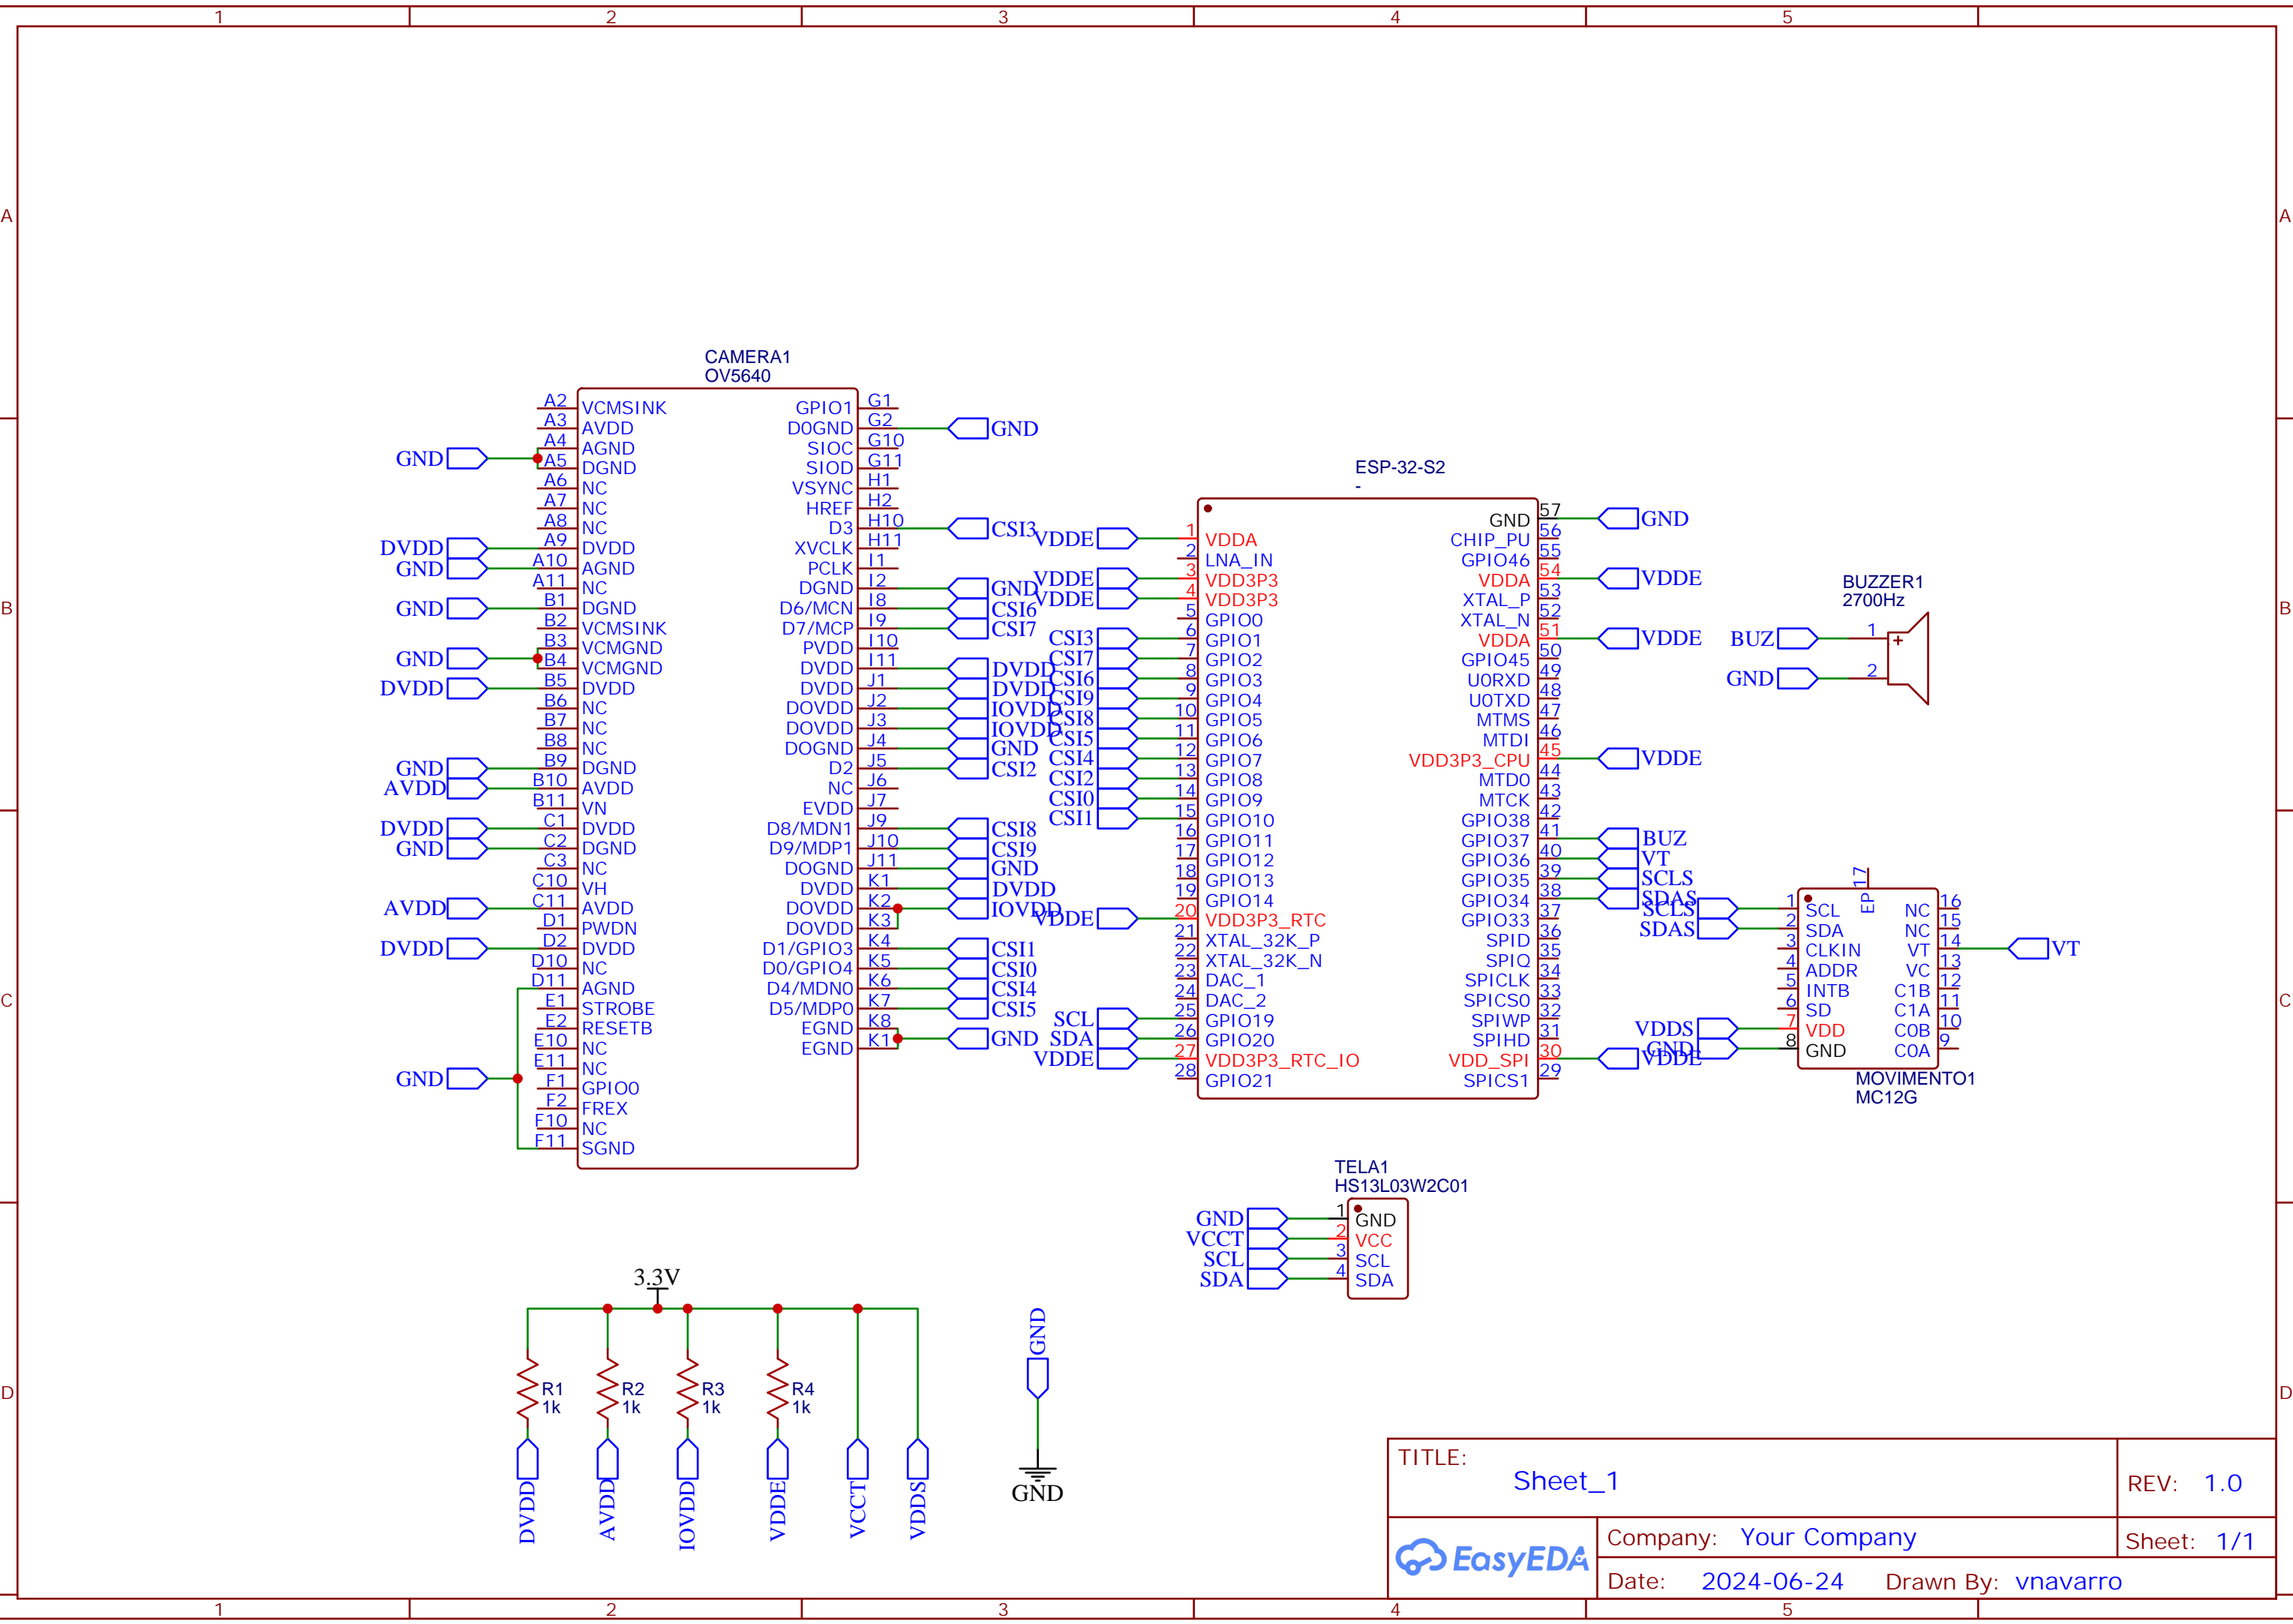 1 2 3 4 5
A
B
C
D
A
B
C
D
CAMERA1
OV5640
A2 VCMSINK
A3 AVDD
A4 AGND
GND
A5 DGND
A6 NC
A7 NC
A8 NC
DVDD A9 DVDD
GND A10 AGND
A11 NC
GND B1 DGND
B2 VCMSINK
B3 VCMGND
GND
B4 VCMGND
DVDD B5 DVDD
B6 NC
B7 NC
B8 NC
GND B9 DGND
AVDD B10 AVDD
B11 VN
DVDD C1 DVDD
GND C2 DGND
C3 NC
C10 VH
AVDD C11 AVDD
D1 PWDN
DVDD D2 DVDD
D10 NC
D11 AGND
E1 STROBE
E2 RESETB
E10 NC
E11 NC
GND
F1 GPIO0
F2 FREX
F10 NC
F11 SGND
GPIO1 G1
D0GND G2 GND
SIOC G10
SIOD G11
VSYNC H1
HREF H2
D3 H10 CSI3
XVCLK H11
PCLK I1
DGND I2 GND
D6/MCN I8 CSI6
D7/MCP I9 CSI7
PVDD I10
DVDD I11 DVDD
DVDD J1 DVDD
DOVDD J2 IOVDD
DOVDD J3 IOVDD
DOGND J4 GND
D2 J5 CSI2
NC J6
EVDD J7
D8/MDN1 J9 CSI8
D9/MDP1 J10 CSI9
DOGND J11 GND
DVDD K1 DVDD
DOVDD K2 IOVDD
DOVDD K3
D1/GPIO3 K4 CSI1
D0/GPIO4 K5 CSI0
D4/MDN0 K6 CSI4
D5/MDP0 K7 CSI5
EGND K8
GND
EGND K1
ESP-32-S2
-
VDDE 1 VDDA
2 LNA_IN
VDDE 3 VDD3P3
VDDE 4 VDD3P3
5 GPIO0
CSI3 6 GPIO1
CSI7 7 GPIO2
CSI6 8 GPIO3
CSI9 9 GPIO4
CSI8 10 GPIO5
CSI5 11 GPIO6
CSI4 12 GPIO7
CSI2 13 GPIO8
CSI0 14 GPIO9
CSI1 15 GPIO10
16 GPIO11
17 GPIO12
18 GPIO13
19 GPIO14
VDDE 20 VDD3P3_RTC
21 XTAL_32K_P
22 XTAL_32K_N
23 DAC_1
24 DAC_2
SCL 25 GPIO19
SDA 26 GPIO20
VDDE 27 VDD3P3_RTC_IO
28 GPIO21
GND 57 GND
CHIP_PU 56
GPIO46 55
VDDA 54 VDDE
XTAL_P 53
XTAL_N 52
VDDA 51 VDDE
GPIO45 50
U0RXD 49
U0TXD 48
MTMS 47
MTDI 46
VDD3P3_CPU 45 VDDE
MTD0 44
MTCK 43
GPIO38 42
GPIO37 41 BUZ
GPIO36 40 VT
GPIO35 39 SCLS
GPIO34 38 SDAS
GPIO33 37
SPID 36
SPIQ 35
SPICLK 34
SPICS0 33
SPIWP 32
SPIHD 31
VDD_SPI 30 VDDE
SPICS1 29
BUZZER1
2700Hz
BUZ 1 +
GND 2
EP 17
SCLS 1 SCL
SDAS 2 SDA
3 CLKIN
4 ADDR
5 INTB
6 SD
VDDS 7 VDD
GND 8 GND
NC 16
NC 15
VT 14 VT
VC 13
C1B 12
C1A 11
C0B 10
C0A 9
MOVIMENTO1
MC12G
TELA1
HS13L03W2C01
GND 1 GND
VCCT 2 VCC
SCL 3 SCL
SDA 4 SDA
3.3V
R1
1k
R2
1k
R3
1k
R4
1k
DVDD
AVDD
IOVDD
VDDE
VCCT
VDDS
GND
GND
TITLE:
Sheet_1
REV: 1.0
EasyEDA
Company: Your Company
Sheet: 1/1
Date: 2024-06-24 Drawn By: vnavarro
1 2 3 4 5